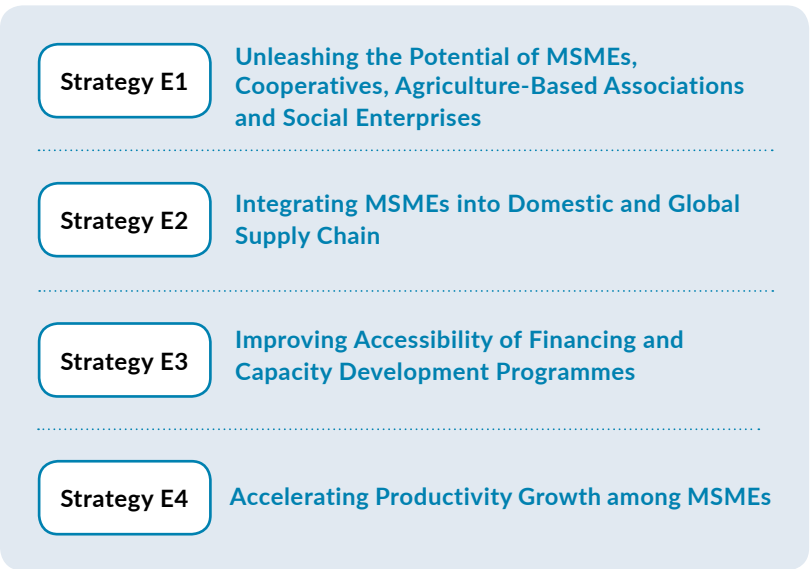 Strategy E1
Unleashing the Potential of MSMEs,
Cooperatives, Agriculture-Based Associations
and Social Enterprises
Strategy E2
Integrating MSMEs into Domestic and Global
Supply Chain
Strategy E3
Improving Accessibility of Financing and
Capacity Development Programmes
Strategy E4
Accelerating Productivity Growth among MSMEs